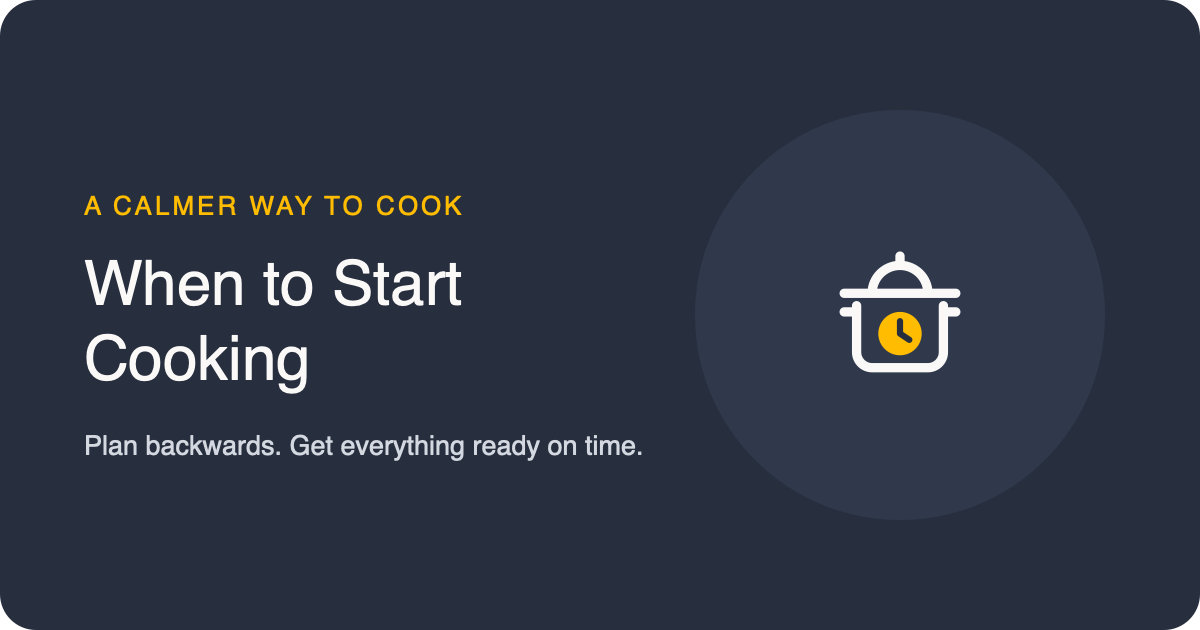 A CALMER WAY TO COOK
When to Start
Cooking
Plan backwards. Get everything ready on time.